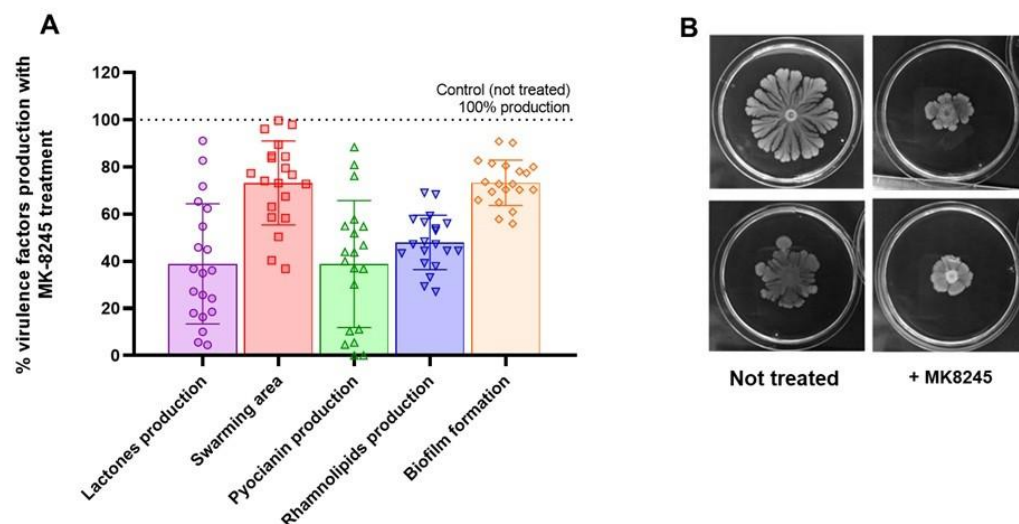 A
% virulence factors production with
MK-8245 treatment
120
100
80
60
40
20
0
Control (not treated)
100% production
Lactones production
Swarming area
Pyocianin production
Rhamnolipids production
Biofilm formation
B
Not treated
+ MK8245